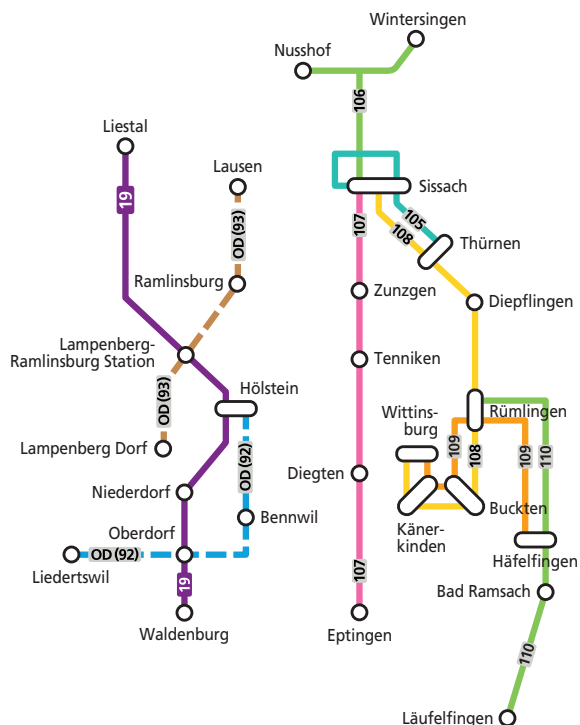 Wintersingen
Nusshof
106
Liestal
Lausen
19
OD (93)
Sissach
105
107
108
Thürnen
Ramlinsburg
Zunzgen
Diepflingen
Lampenberg-
Ramlinsburg Station
Tenniken
OD (93)
Hölstein
Wittins-
burg
Rümlingen
Lampenberg Dorf
OD (92)
109
108
109
110
Niederdorf
Diegten
Bennwil
Buckten
Käner-
kinden
Oberdorf
OD (92)
Liedertswil
19
107
Häfelfingen
Bad Ramsach
Waldenburg
Eptingen
110
Läufelfingen